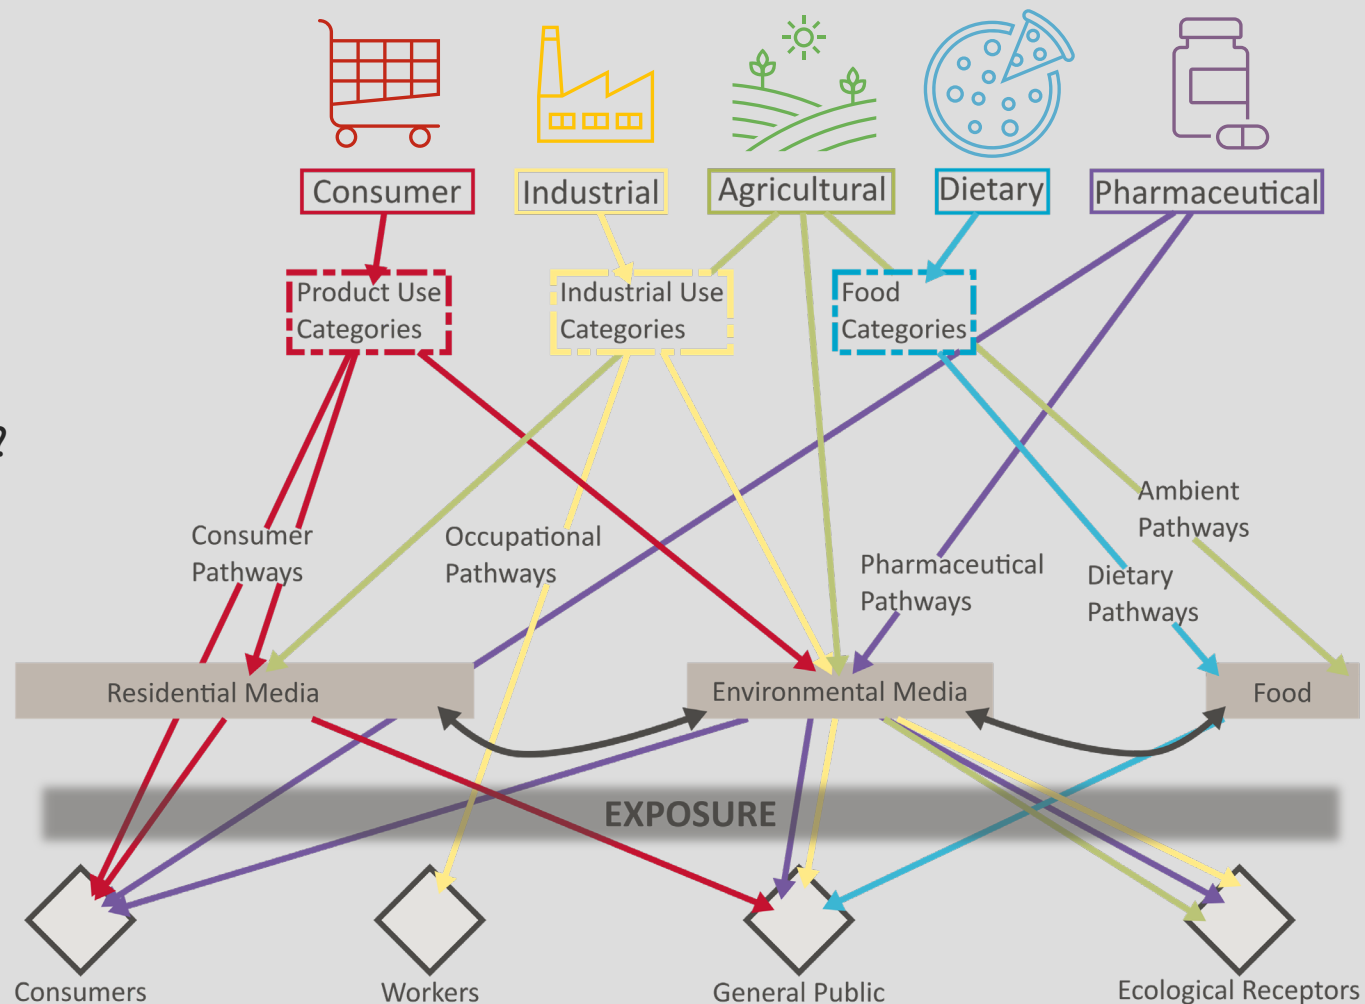 Consumer
Industrial
Agricultural
Dietary
Pharmaceutical
Product Use
Categories
Industrial Use
Categories
Food
Categories
?
Consumer
Pathways
Occupational
Pathways
Pharmaceutical
Pathways
Dietary
Pathways
Ambient
Pathways
Residential Media
Environmental Media
Food
EXPOSURE
Consumers
Workers
General Public
Ecological Receptors